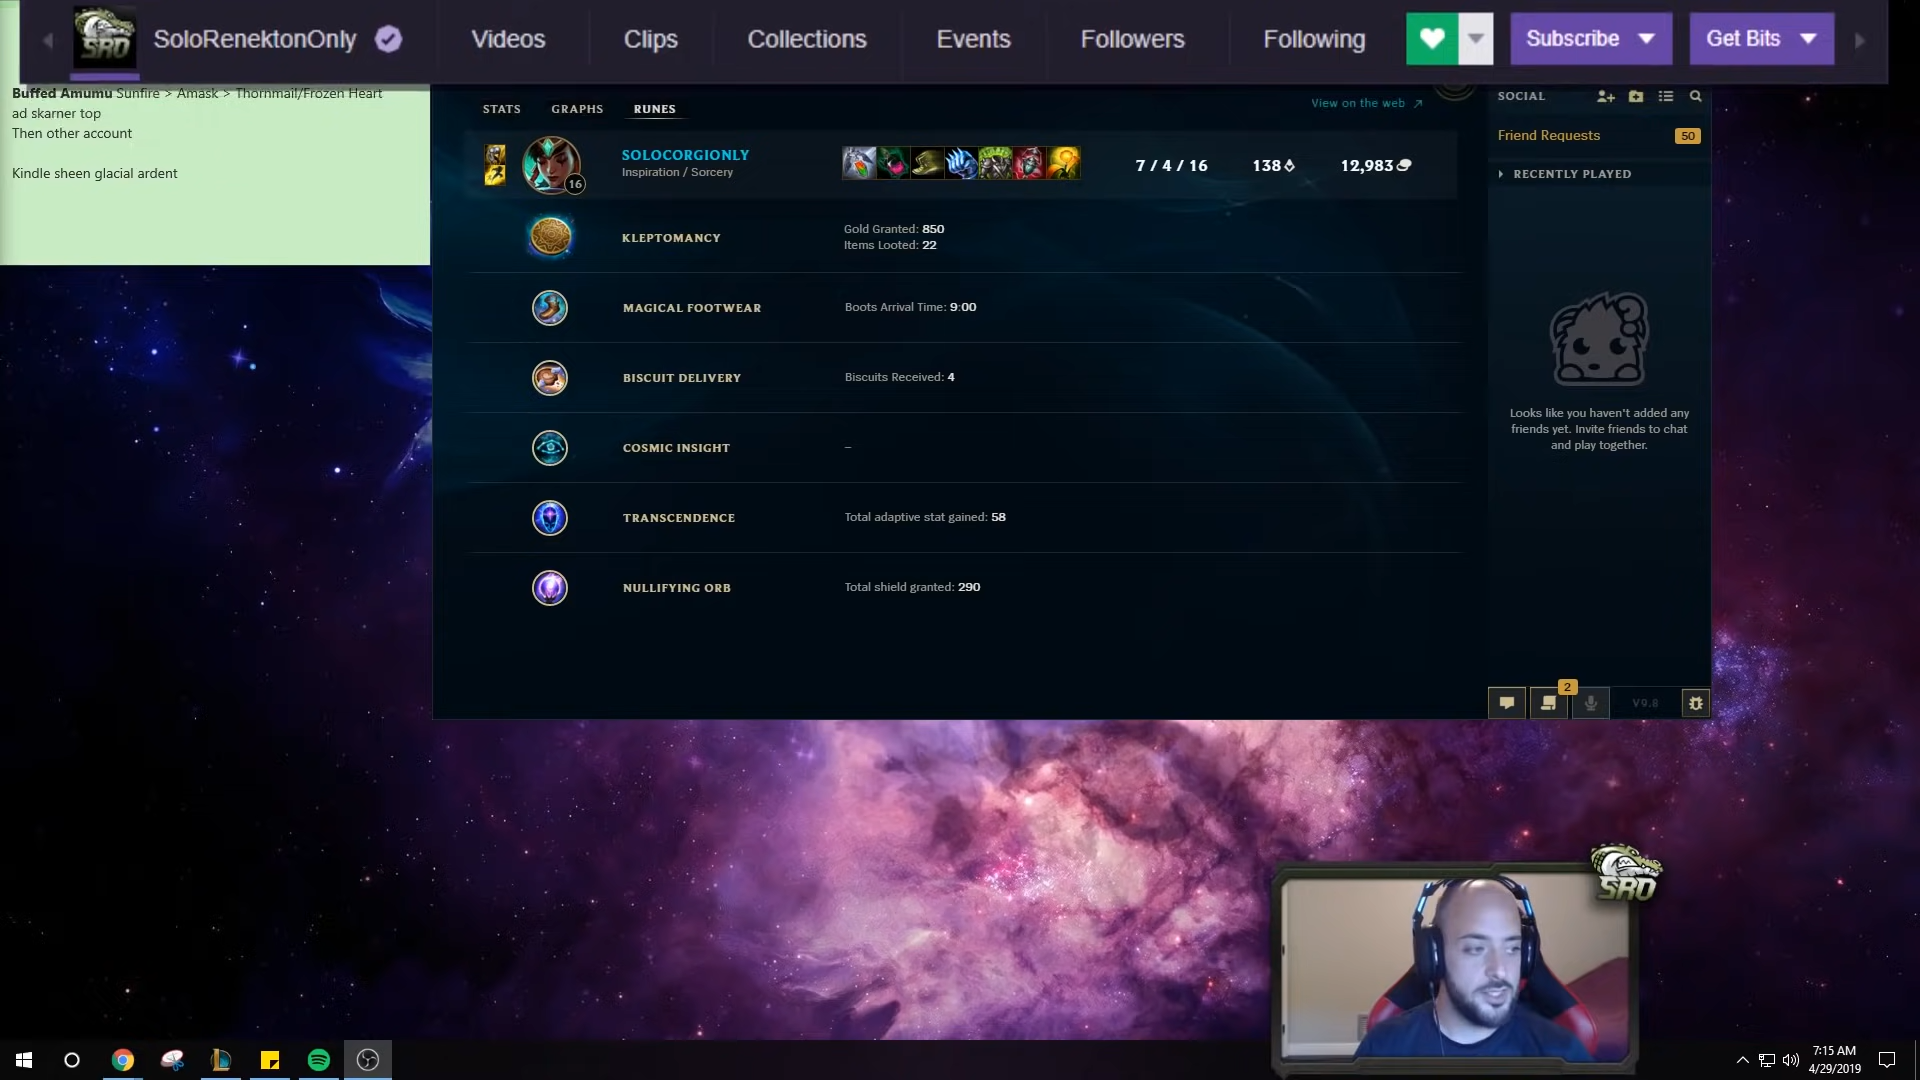 SRO
SoloRenektonOnly
Videos
Clips
Collections
Events
Followers
Following
Subscribe
Get Bits
Buffed Amumu Sunfire > Amask > Thornmail/Frozen Heart
ad skarner top
Then other account
Kindle sheen glacial ardent
STATS
GRAPHS
RUNES
View on the web
SOLOCORGIONLY
Inspiration / Sorcery
16
7 / 4 / 16
138
12,983
KLEPTOMANCY
Gold Granted: 850
Items Looted: 22
MAGICAL FOOTWEAR
Boots Arrival Time: 9:00
BISCUIT DELIVERY
Biscuits Received: 4
COSMIC INSIGHT
–
TRANSCENDENCE
Total adaptive stat gained: 58
NULLIFYING ORB
Total shield granted: 290
SOCIAL
Friend Requests
50
RECENTLY PLAYED
Looks like you haven't added any
friends yet. Invite friends to chat
and play together.
2
V9.8
SRO
7:15 AM
4/29/2019